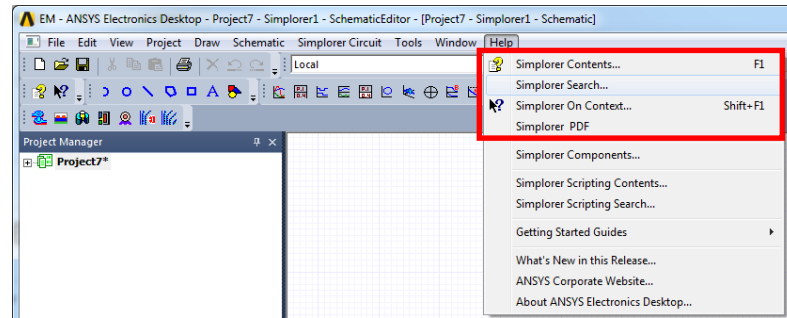 EM - ANSYS Electronics Desktop - Project7 - Simplorer1 - SchematicEditor - [Project7 - Simplorer1 - Schematic]
File Edit View Project Draw Schematic Simplorer Circuit Tools Window Help
Local
Simplorer Contents... F1
Simplorer Search...
Simplorer On Context... Shift+F1
Simplorer PDF
Project Manager
Project7*
Simplorer Components...
Simplorer Scripting Contents...
Simplorer Scripting Search...
Getting Started Guides
What's New in this Release...
ANSYS Corporate Website...
About ANSYS Electronics Desktop...